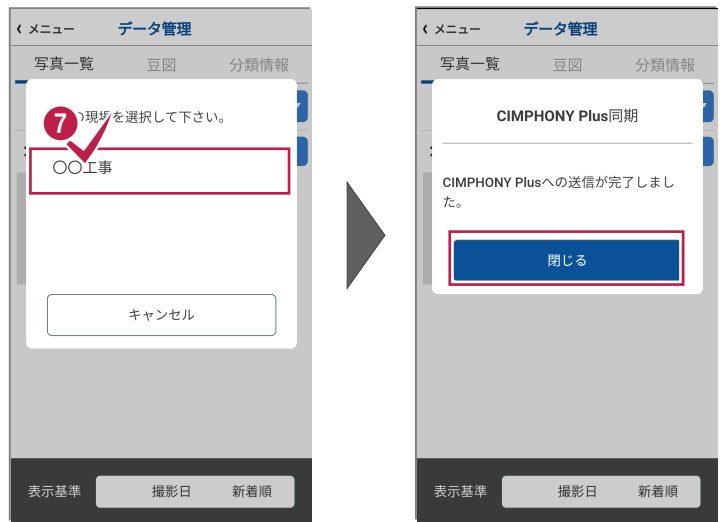 ‹ メニュー データ管理
写真一覧 豆図 分類情報
の現場を選択して下さい。
7
〇〇工事
キャンセル
表示基準 撮影日 新着順
‹ メニュー データ管理
写真一覧 豆図 分類情報
CIMPHONY Plus同期
CIMPHONY Plusへの送信が完了しまし
た。
閉じる
表示基準 撮影日 新着順